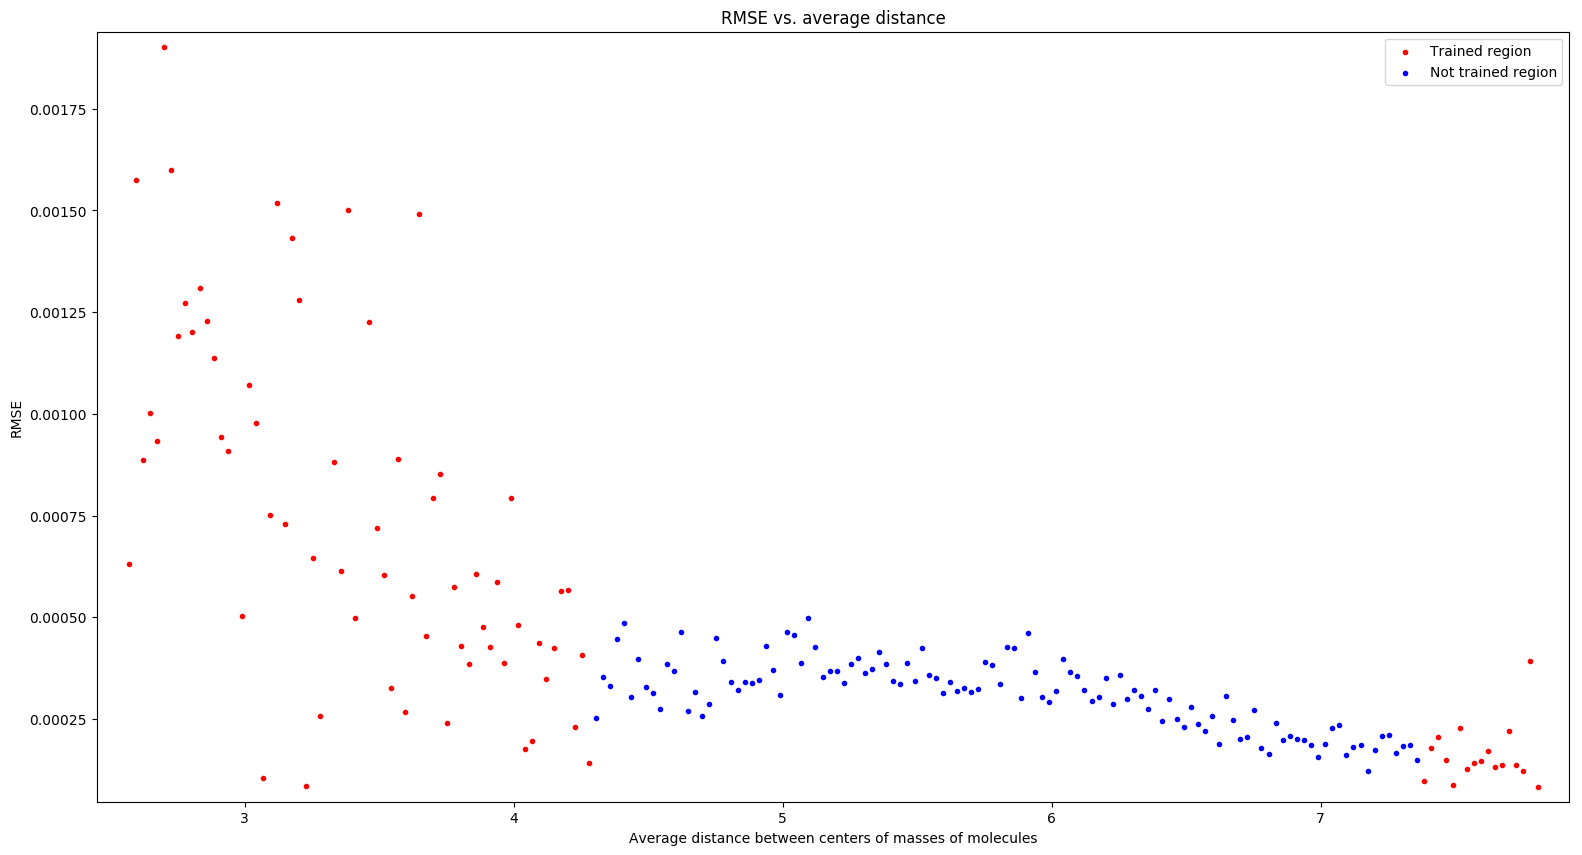 RMSE vs. average distance
Trained region
Not trained region
RMSE
0.00175
0.00150
0.00125
0.00100
0.00075
0.00050
0.00025
3 4 5 6 7
Average distance between centers of masses of molecules